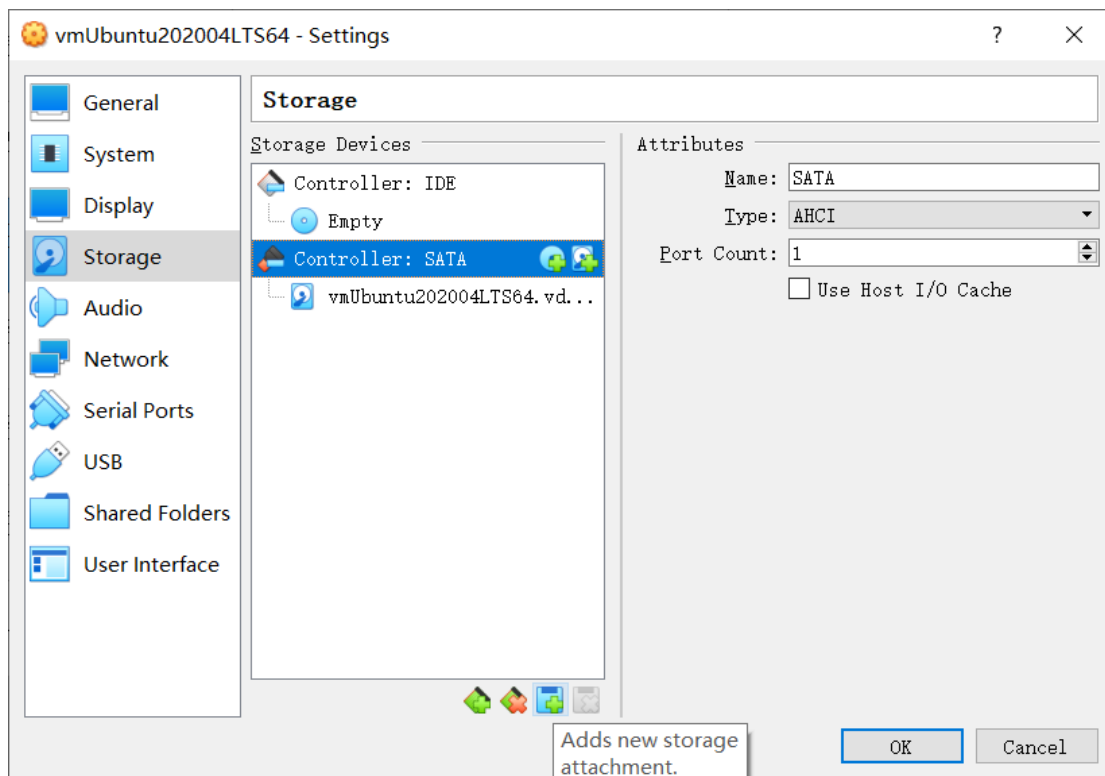 vmUbuntu202004LTS64 - Settings
?
General
System
Display
Storage
Audio
Network
Serial Ports
USB
Shared Folders
User Interface
Storage
Storage Devices
Controller: IDE
Empty
Controller: SATA
vmUbuntu202004LTS64.vd...
Attributes
Name: SATA
Type: AHCI
Port Count: 1
Use Host I/O Cache
Adds new storage
attachment.
OK
Cancel